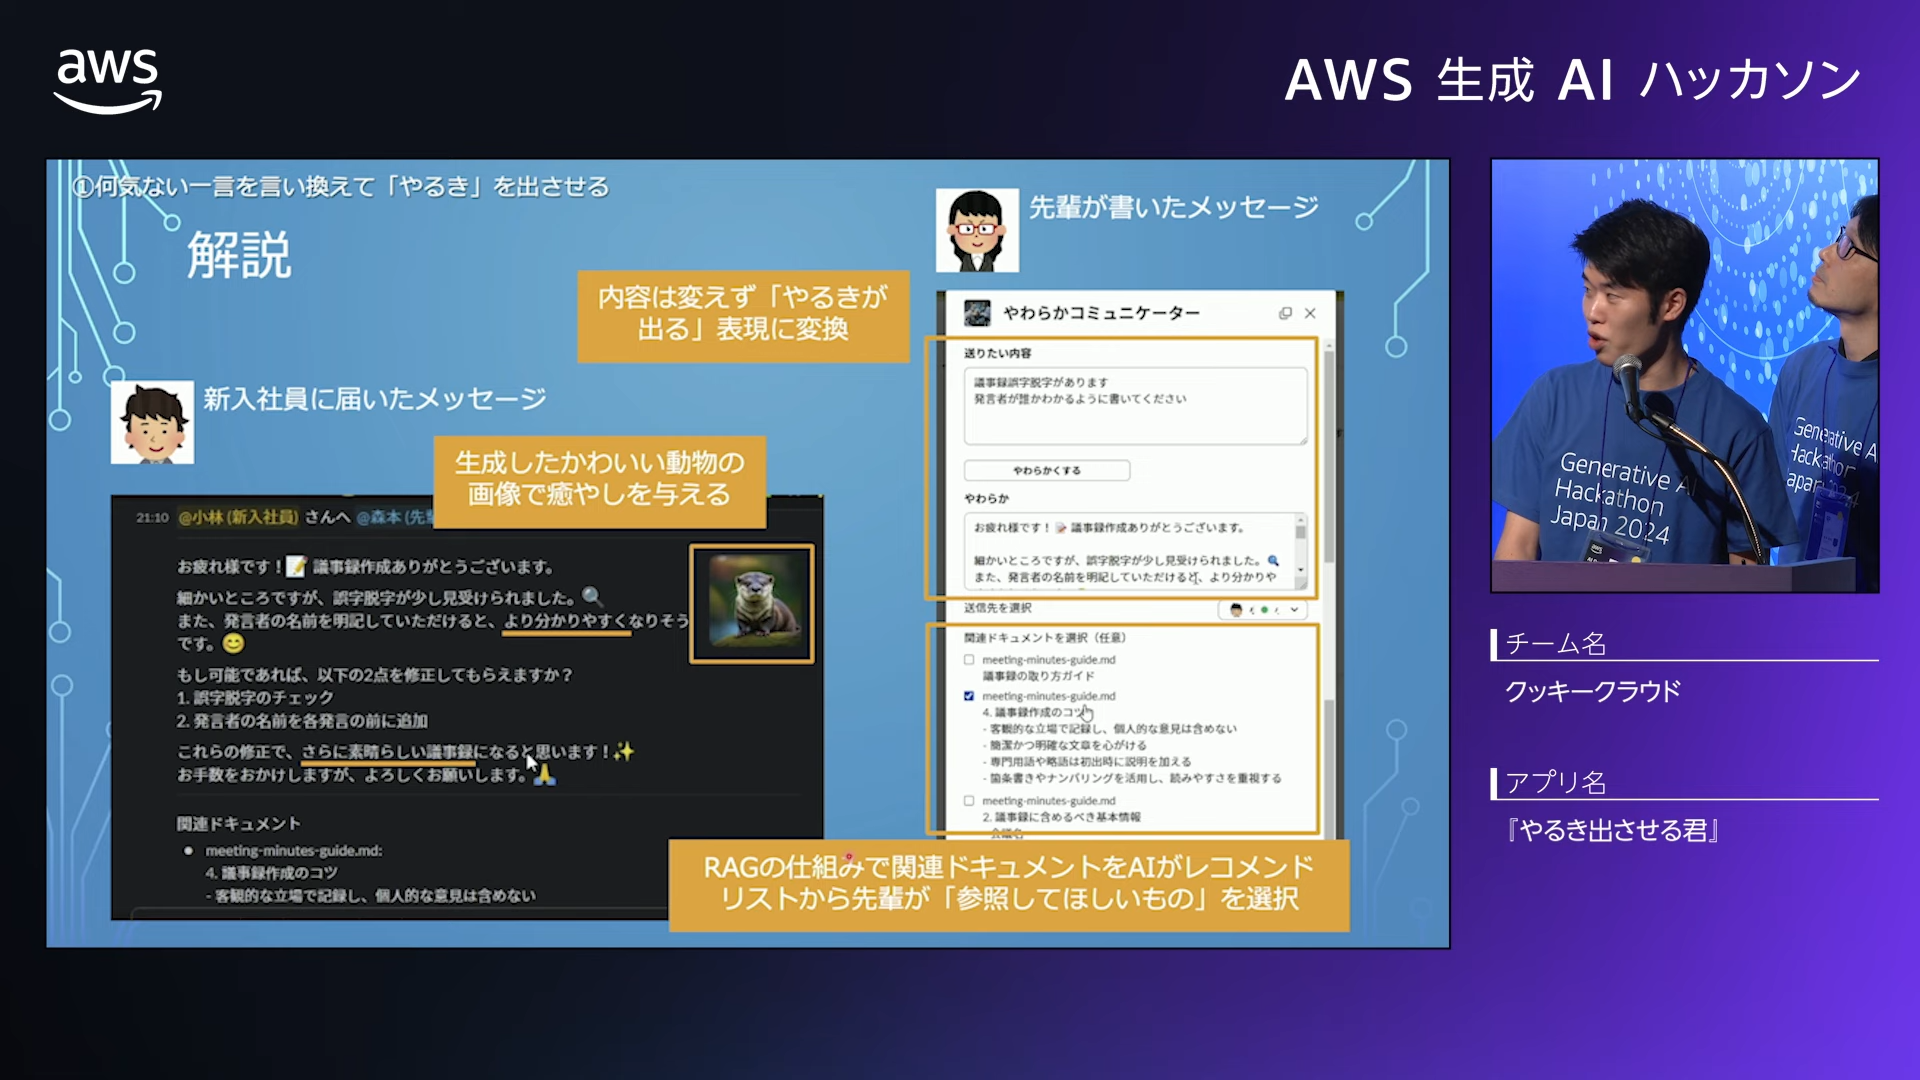 aws
AWS 生成 AI ハッカソン
①何気ない一言を言い換えて「やるき」を出させる
解説
先輩が書いたメッセージ
内容は変えず「やるきが
出る」表現に変換
新入社員に届いたメッセージ
生成したかわいい動物の
画像で癒やしを与える
21:10 @小林 (新入社員) さんへ @森本 (先
お疲れ様です！📝 議事録作成ありがとうございます。
細かいところですが、誤字脱字が少し見受けられました。🔍
また、発言者の名前を明記していただけると、より分かりやすくなりそう
です。😊
もし可能であれば、以下の2点を修正してもらえますか？
1. 誤字脱字のチェック
2. 発言者の名前を各発言の前に追加
これらの修正で、さらに素晴らしい議事録になると思います！✨
お手数をおかけしますが、よろしくお願いします。🙏
関連ドキュメント
• meeting-minutes-guide.md:
4. 議事録作成のコツ
- 客観的な立場で記録し、個人的な意見は含めない
やわらかコミュニケーター
送りたい内容
議事録誤字脱字があります
発言者が誰かわかるように書いてください
やわらかくする
やわらか
お疲れ様です！📝 議事録作成ありがとうございます。
細かいところですが、誤字脱字が少し見受けられました。🔍
また、発言者の名前を明記していただけると、より分かりや
送信先を選択
関連ドキュメントを選択（任意）
meeting-minutes-guide.md
議事録の取り方ガイド
meeting-minutes-guide.md
4. 議事録作成のコツ
- 客観的な立場で記録し、個人的な意見は含めない
- 簡潔かつ明確な文章を心がける
- 専門用語や略語は初出時に説明を加える
- 箇条書きやナンバリングを活用し、読みやすさを重視する
meeting-minutes-guide.md
2. 議事録に含めるべき基本情報
RAGの仕組みで関連ドキュメントをAIがレコメンド
リストから先輩が「参照してほしいもの」を選択
Generative AI
Hackathon
Japan 2024
Generative A
Hackathon
チーム名
クッキークラウド
アプリ名
『やるき出させる君』